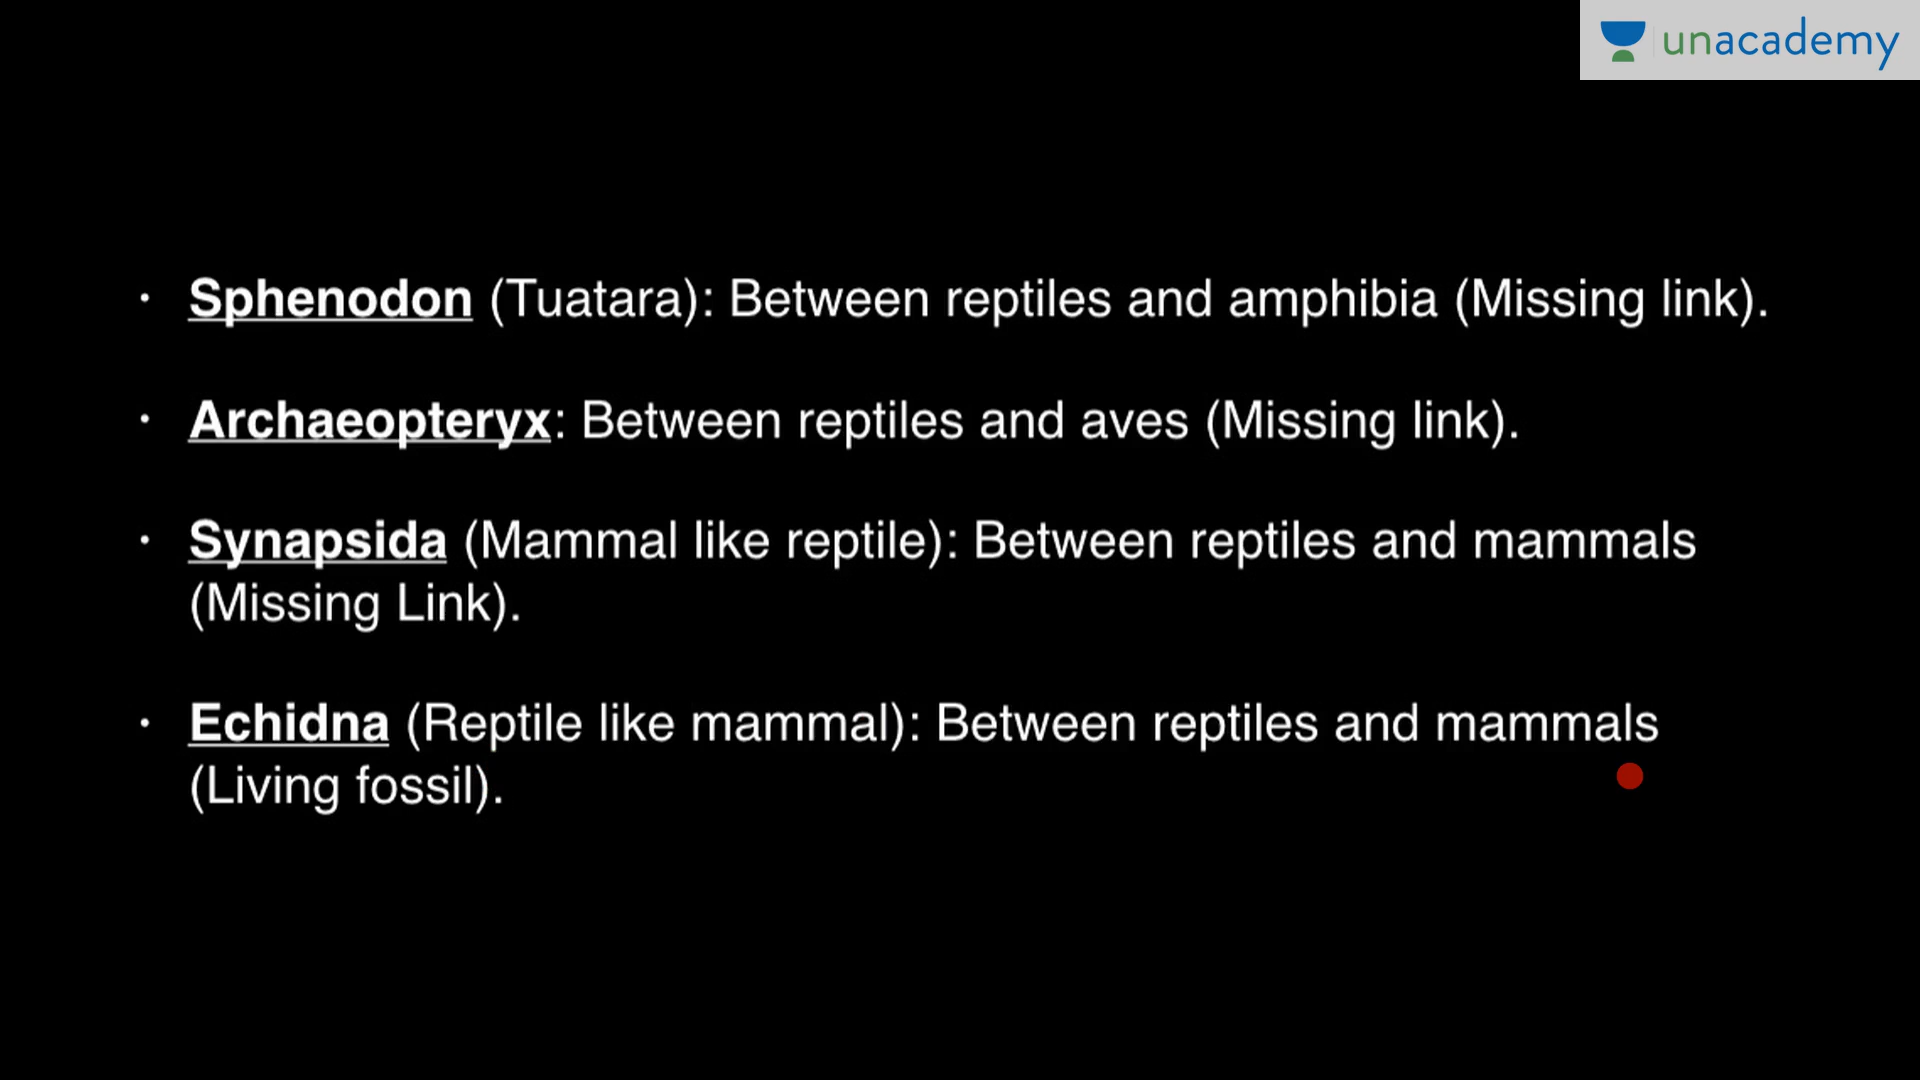 unacademy
• Sphenodon (Tuatara): Between reptiles and amphibia (Missing link).
• Archaeopteryx: Between reptiles and aves (Missing link).
• Synapsida (Mammal like reptile): Between reptiles and mammals
(Missing Link).
• Echidna (Reptile like mammal): Between reptiles and mammals
(Living fossil).